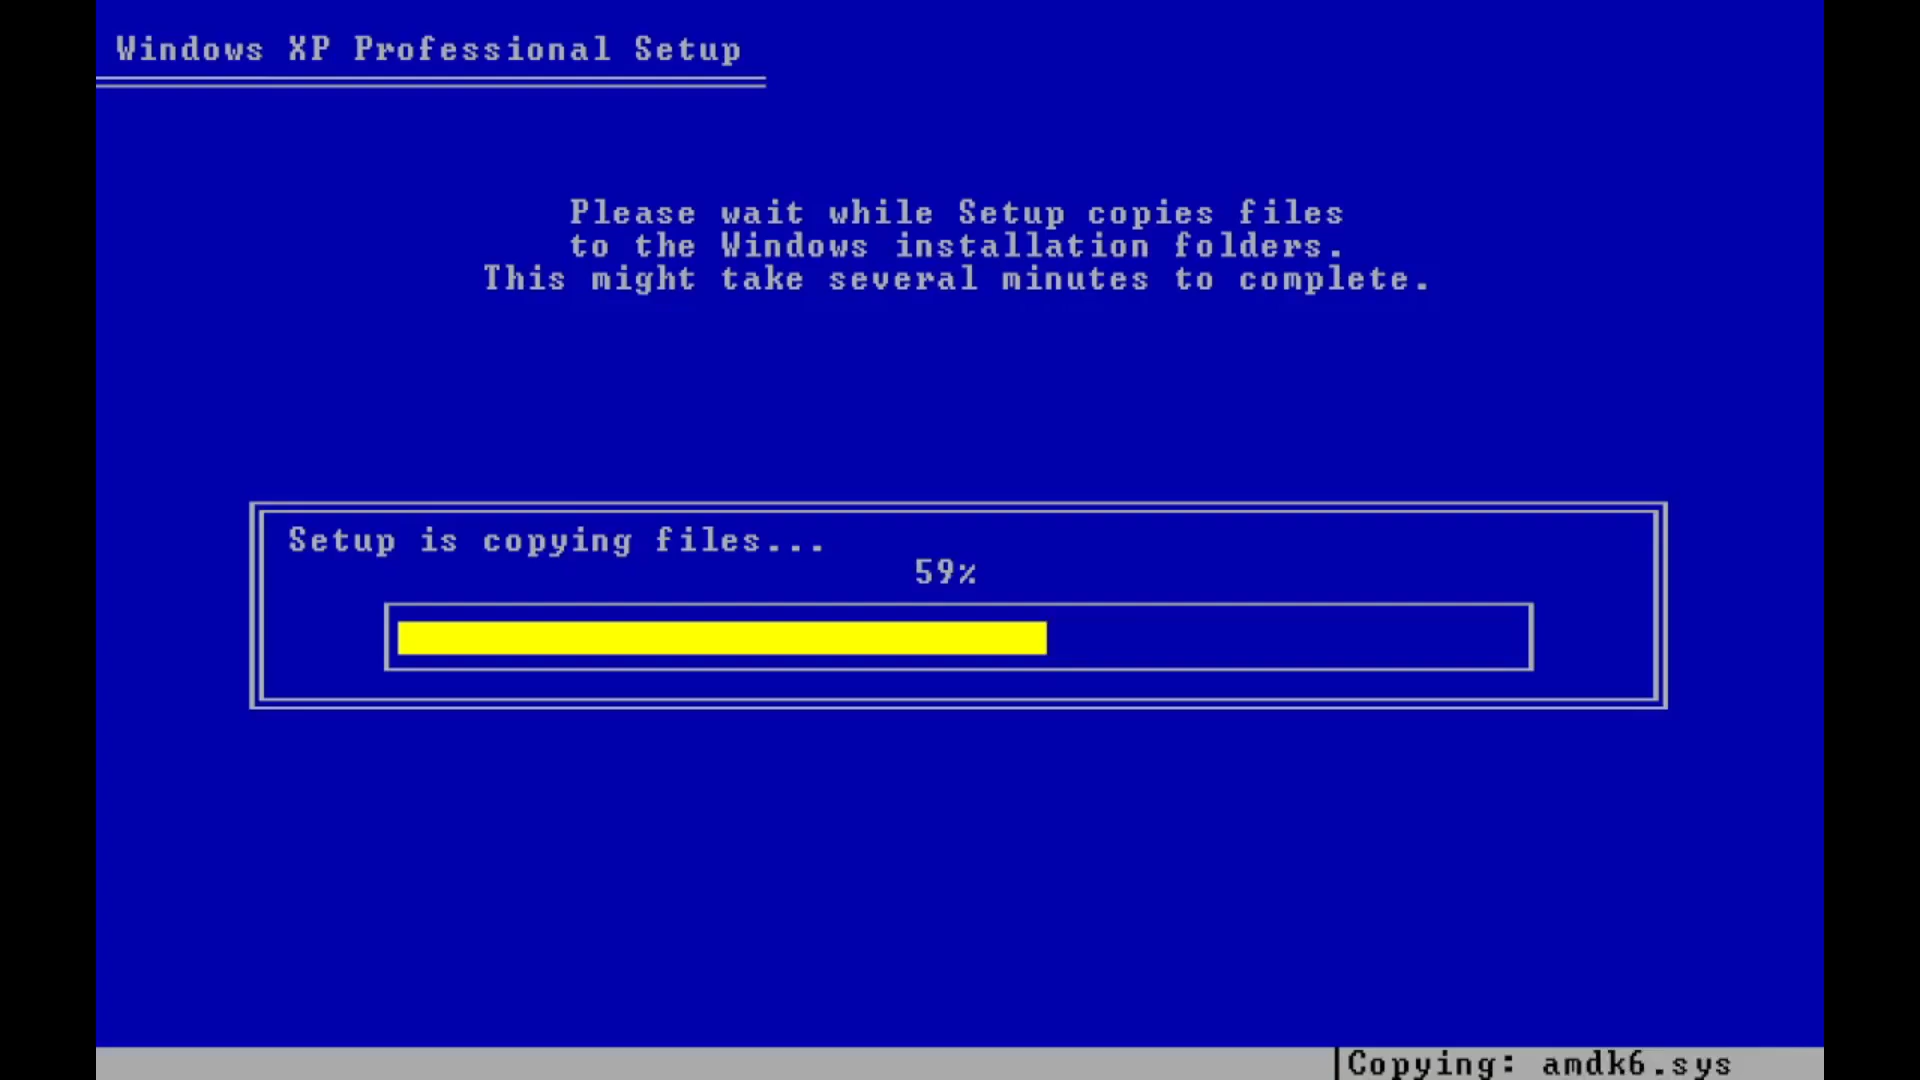 Windows XP Professional Setup
Please wait while Setup copies files
to the Windows installation folders.
This might take several minutes to complete.
Setup is copying files...
59%
Copying: amdk6.sys